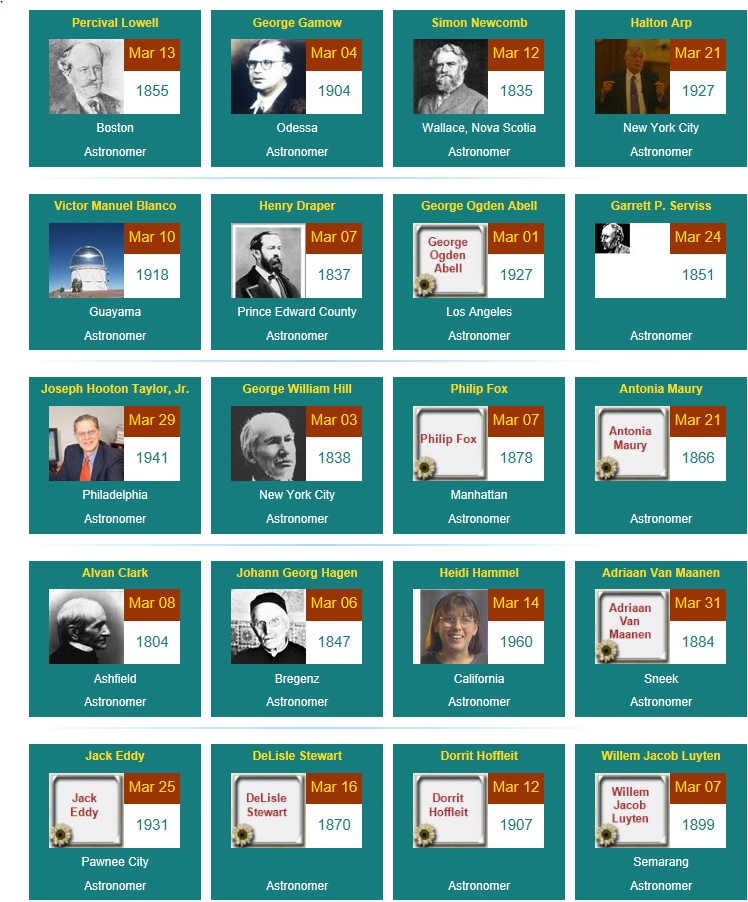 Percival Lowell
Mar 13
1855
Boston
Astronomer
George Gamow
Mar 04
1904
Odessa
Astronomer
Simon Newcomb
Mar 12
1835
Wallace, Nova Scotia
Astronomer
Halton Arp
Mar 21
1927
New York City
Astronomer
Victor Manuel Blanco
Mar 10
1918
Guayama
Astronomer
Henry Draper
Mar 07
1837
Prince Edward County
Astronomer
George Ogden Abell
George
Ogden
Abell
Mar 01
1927
Los Angeles
Astronomer
Garrett P. Serviss
Mar 24
1851
Astronomer
Joseph Hooton Taylor, Jr.
Mar 29
1941
Philadelphia
Astronomer
George William Hill
Mar 03
1838
New York City
Astronomer
Philip Fox
Philip Fox
Mar 07
1878
Manhattan
Astronomer
Antonia Maury
Antonia
Maury
Mar 21
1866
Astronomer
Alvan Clark
Mar 08
1804
Ashfield
Astronomer
Johann Georg Hagen
Mar 06
1847
Bregenz
Astronomer
Heidi Hammel
Mar 14
1960
California
Astronomer
Adriaan Van Maanen
Adriaan
Van
Maanen
Mar 31
1884
Sneek
Astronomer
Jack Eddy
Jack
Eddy
Mar 25
1931
Pawnee City
Astronomer
DeLisle Stewart
DeLisle
Stewart
Mar 16
1870
Astronomer
Dorrit Hoffleit
Dorrit
Hoffleit
Mar 12
1907
Astronomer
Willem Jacob Luyten
Willem
Jacob
Luyten
Mar 07
1899
Semarang
Astronomer